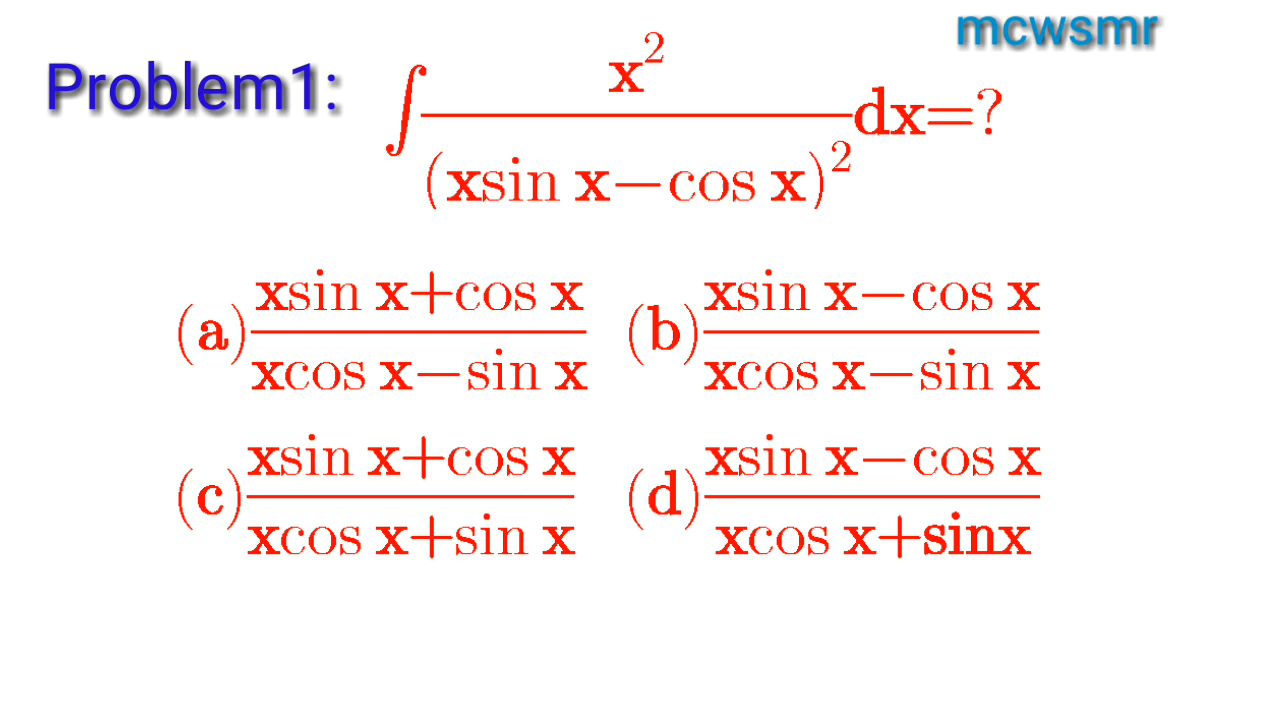 mcwsmr
Problem1: ∫ x² / (xsin x−cos x)² dx=?
(a) xsin x+cos x / xcos x−sin x (b) xsin x−cos x / xcos x−sin x
(c) xsin x+cos x / xcos x+sin x (d) xsin x−cos x / xcos x+sinx